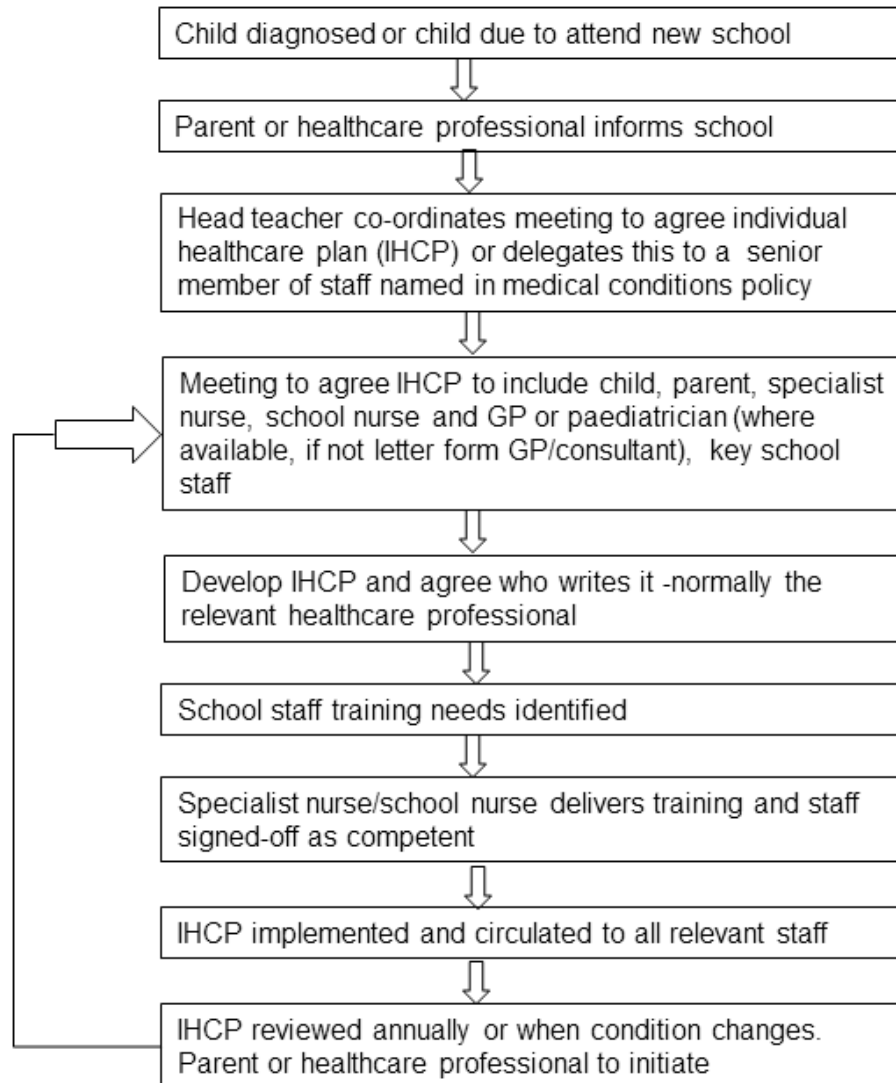 Child diagnosed or child due to attend new school
Parent or healthcare professional informs school
Head teacher co-ordinates meeting to agree individual
healthcare plan (IHCP) or delegates this to a senior
member of staff named in medical conditions policy
Meeting to agree IHCP to include child, parent, specialist
nurse, school nurse and GP or paediatrician (where
available, if not letter form GP/consultant), key school
staff
Develop IHCP and agree who writes it -normally the
relevant healthcare professional
School staff training needs identified
Specialist nurse/school nurse delivers training and staff
signed-off as competent
IHCP implemented and circulated to all relevant staff
IHCP reviewed annually or when condition changes.
Parent or healthcare professional to initiate